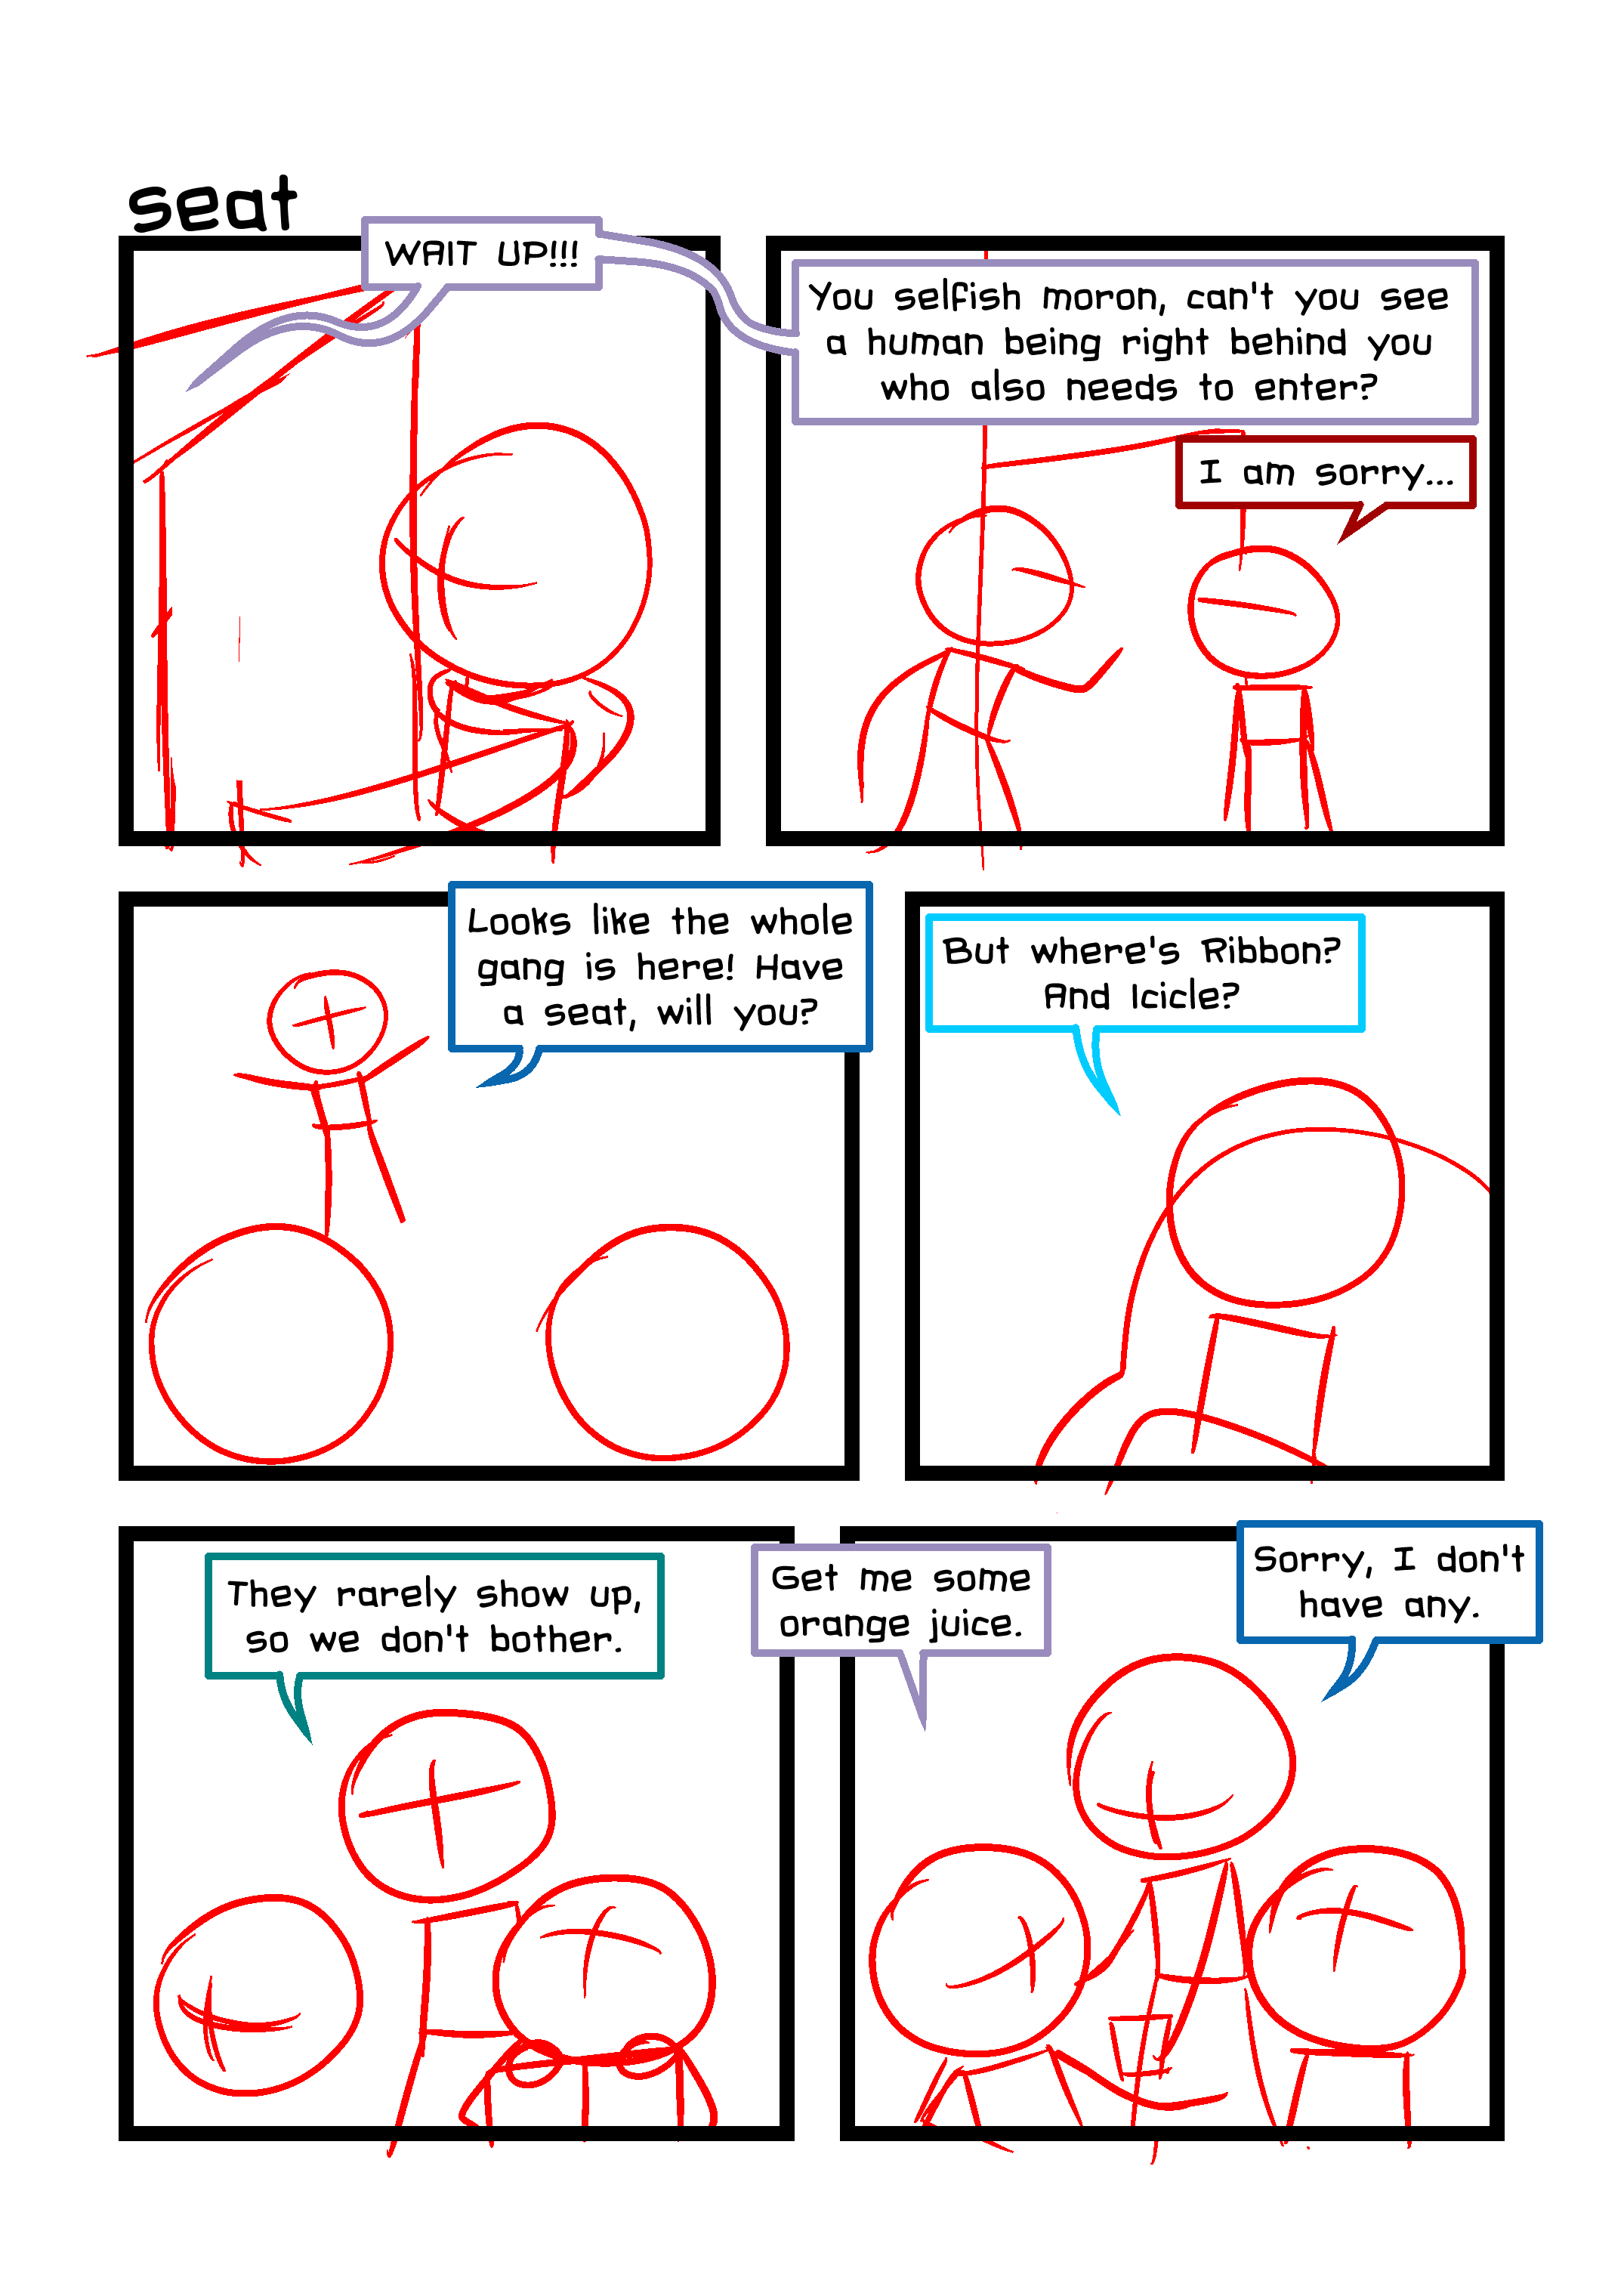 seat
WAIT UP!!!
You selfish moron, can't you see
a human being right behind you
who also needs to enter?
I am sorry...
Looks like the whole
gang is here! Have
a seat, will you?
But where's Ribbon?
And Icicle?
They rarely show up,
so we don't bother.
Get me some
orange juice.
Sorry, I don't
have any.